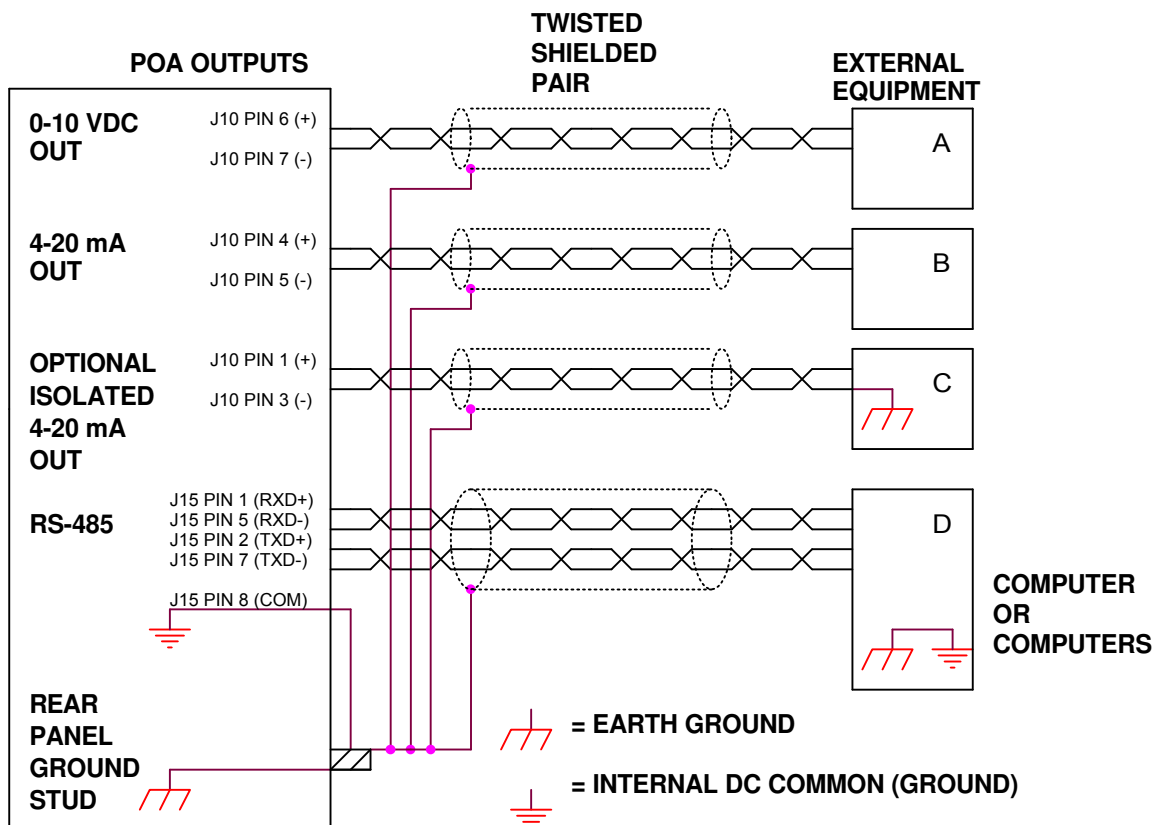 TWISTED
SHIELDED
PAIR
POA OUTPUTS
EXTERNAL
EQUIPMENT
0-10 VDC
OUT
J10 PIN 6 (+)
J10 PIN 7 (-)
A
4-20 mA
OUT
J10 PIN 4 (+)
J10 PIN 5 (-)
B
OPTIONAL
ISOLATED
4-20 mA
OUT
J10 PIN 1 (+)
J10 PIN 3 (-)
C
RS-485
J15 PIN 1 (RXD+)
J15 PIN 5 (RXD-)
J15 PIN 2 (TXD+)
J15 PIN 7 (TXD-)
J15 PIN 8 (COM)
D
COMPUTER
OR
COMPUTERS
REAR
PANEL
GROUND
STUD
= EARTH GROUND
= INTERNAL DC COMMON (GROUND)